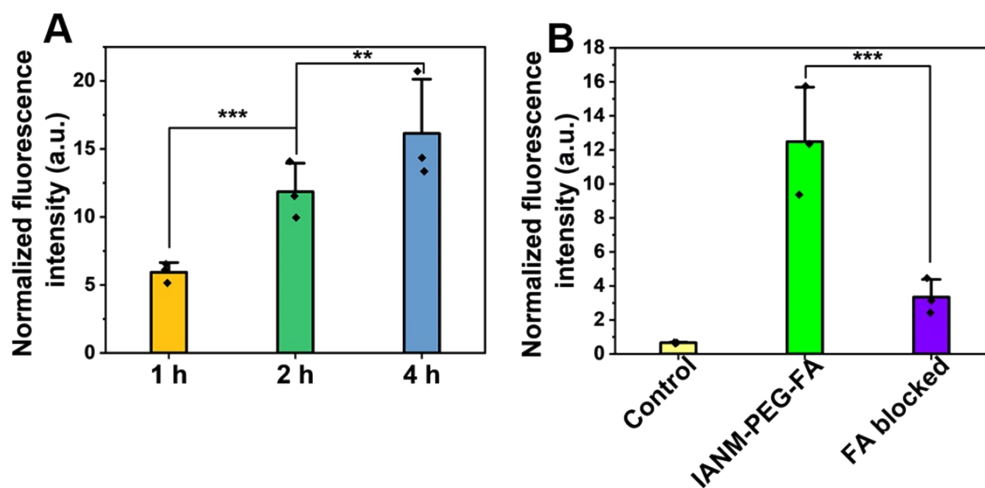 A
Normalized fluorescence
intensity (a.u.)
20
15
10
5
0
***
**
1 h
2 h
4 h
B
Normalized fluorescence
intensity (a.u.)
18
16
14
12
10
8
6
4
2
0
***
Control
IANM-PEG-FA
FA blocked